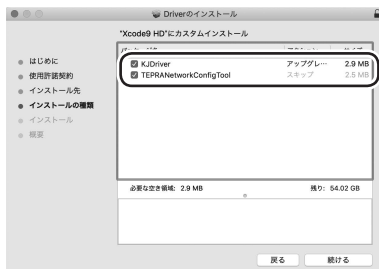 Driverのインストール
"Xcode9 HD"にカスタムインストール
はじめに
使用許諾契約
インストール先
インストールの種類
インストール
概要
KJDriver アップグレ… 2.9 MB
TEPRANetworkConfigTool スキップ 2.5 MB
必要な空き領域: 2.9 MB 残り: 54.02 GB
戻る 続ける